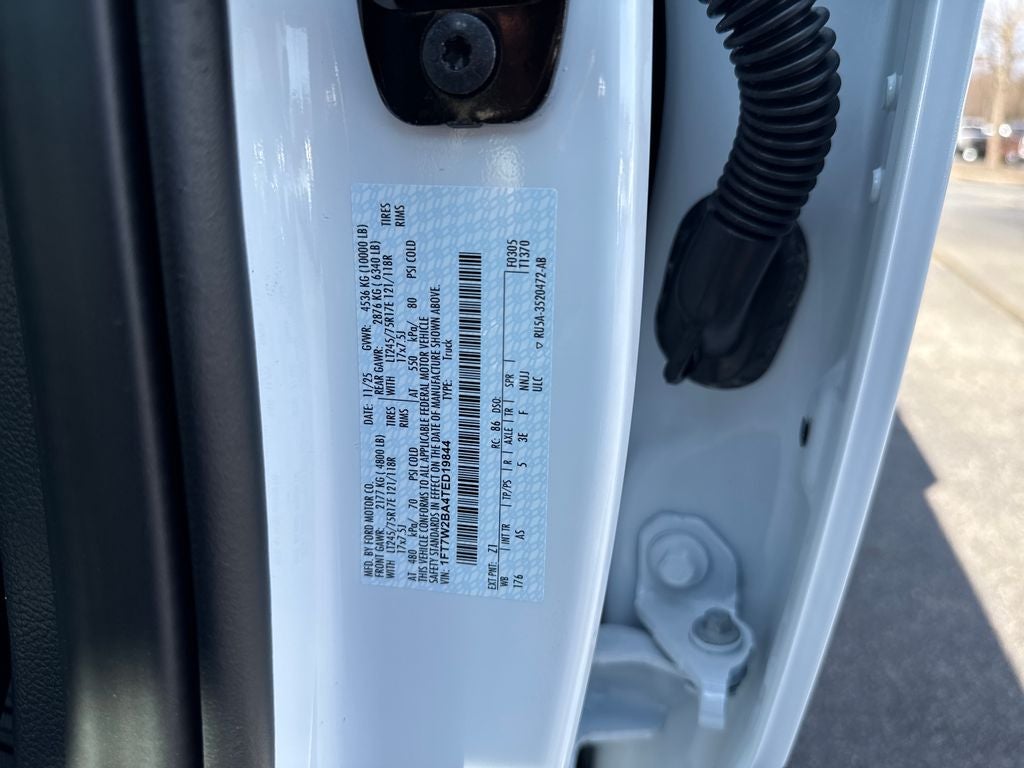 MFD. BY FORD MOTOR CO.
DATE: 11/25 GVWR: 4536 KG (10000 LB)
FRONT GAWR: 2177 KG ( 4800 LB)
REAR GAWR: 2876 KG ( 6340 LB)
WITH LT245/75R17E 121/118R TIRES
WITH LT245/75R17E 121/118R TIRES
17x7.5J RIMS
17x7.5J RIMS
AT 480 kPa/ 70 PSI COLD
AT 550 kPa/ 80 PSI COLD
THIS VEHICLE CONFORMS TO ALL APPLICABLE FEDERAL MOTOR VEHICLE
SAFETY STANDARDS IN EFFECT ON THE DATE OF MANUFACTURE SHOWN ABOVE.
VIN: 1FT7W2BA4TED19844 TYPE: Truck
F0305
T1370
EXT PNT: Z1 RC: 86 DSO:
WB | INT TR | TP/PS | R | AXLE | TR | SPR |
176 AS 5 3E F NNJJ
ULC
▽ RU5A-3520472-AB